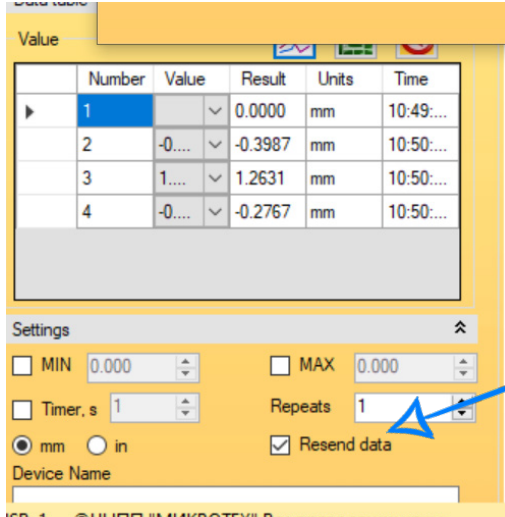 Data table
Value
Number Value Result Units Time
1 0.0000 mm 10:49:...
2 -0.... -0.3987 mm 10:50:...
3 1.... 1.2631 mm 10:50:...
4 -0.... -0.2767 mm 10:50:...
Settings
MIN 0.000 MAX 0.000
Timer, s 1 Repeats 1
mm in Resend data
Device Name